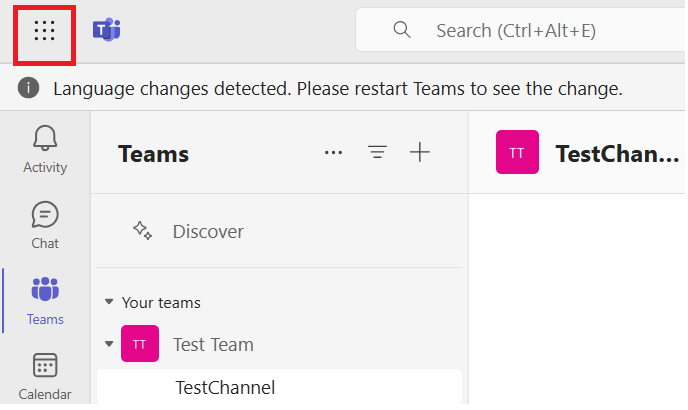 Search (Ctrl+Alt+E)
Language changes detected. Please restart Teams to see the change.
Activity
Chat
Teams
Calendar
Teams
Discover
Your teams
TT Test Team
TestChannel
TT TestChan...